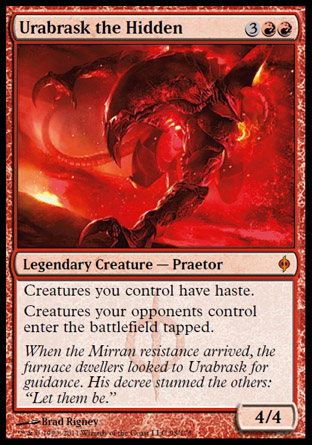 Urabrask the Hidden 3
Legendary Creature — Praetor
Creatures you control have haste.
Creatures your opponents control
enter the battlefield tapped.
When the Mirran resistance arrived, the
furnace dwellers looked to Urabrask for
guidance. His decree stunned the others:
“Let them be.”
Brad Rigney
4/4